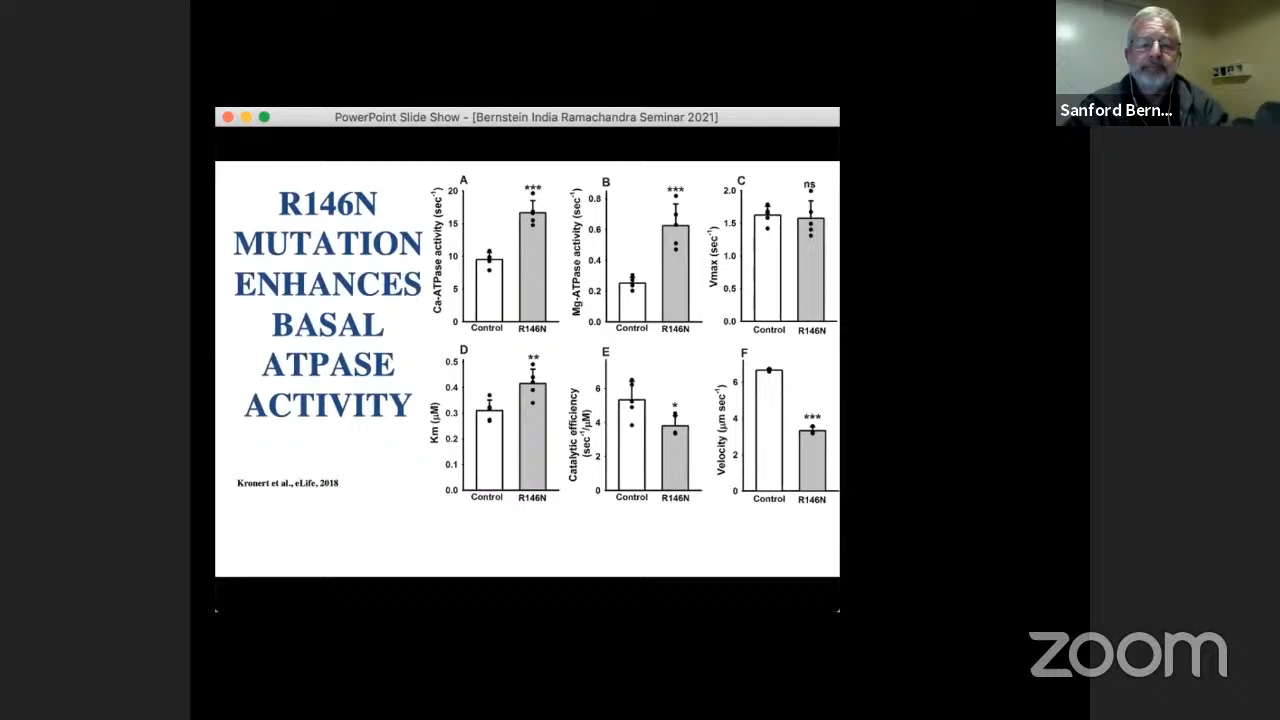 Sanford Bern...
PowerPoint Slide Show - [Bernstein India Ramachandra Seminar 2021]
R146N
MUTATION
ENHANCES
BASAL
ATPASE
ACTIVITY
Kronert et al., eLife, 2018
A
Ca-ATPase activity (sec⁻¹)
20
15
10
5
0
***
Control R146N
B
Mg-ATPase activity (sec⁻¹)
0.8
0.6
0.4
0.2
0.0
***
Control R146N
C
Vmax (sec⁻¹)
2.0
1.5
1.0
0.5
0.0
ns
Control R146N
D
Km (µM)
0.5
0.4
0.3
0.2
0.1
0.0
**
Control R146N
E
Catalytic efficiency
(sec⁻¹/µM)
6
4
2
0
*
Control R146N
F
Velocity (µm sec⁻¹)
6
4
2
0
***
Control R146N
zoom